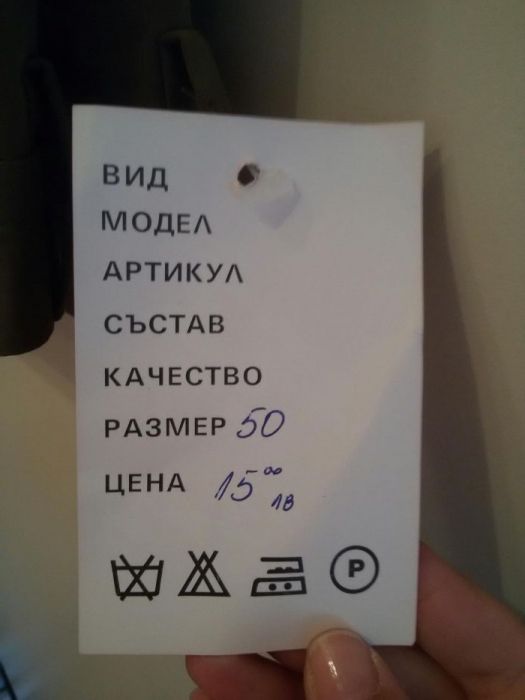 ВИД
МОДЕЛ
АРТИКУЛ
СЪСТАВ
КАЧЕСТВО
РАЗМЕР 50
ЦЕНА 15 00 лв
P